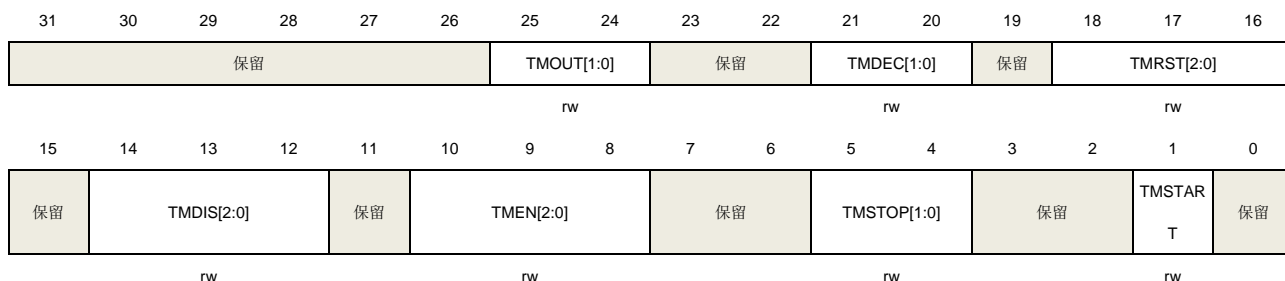 31 30 29 28 27 26 25 24 23 22 21 20 19 18 17 16
保留 TMOUT[1:0] 保留 TMDEC[1:0] 保留 TMRST[2:0]
rw rw rw
15 14 13 12 11 10 9 8 7 6 5 4 3 2 1 0
保留 TMDIS[2:0] 保留 TMEN[2:0] 保留 TMSTOP[1:0] 保留 TMSTAR 保留
T
rw rw rw rw